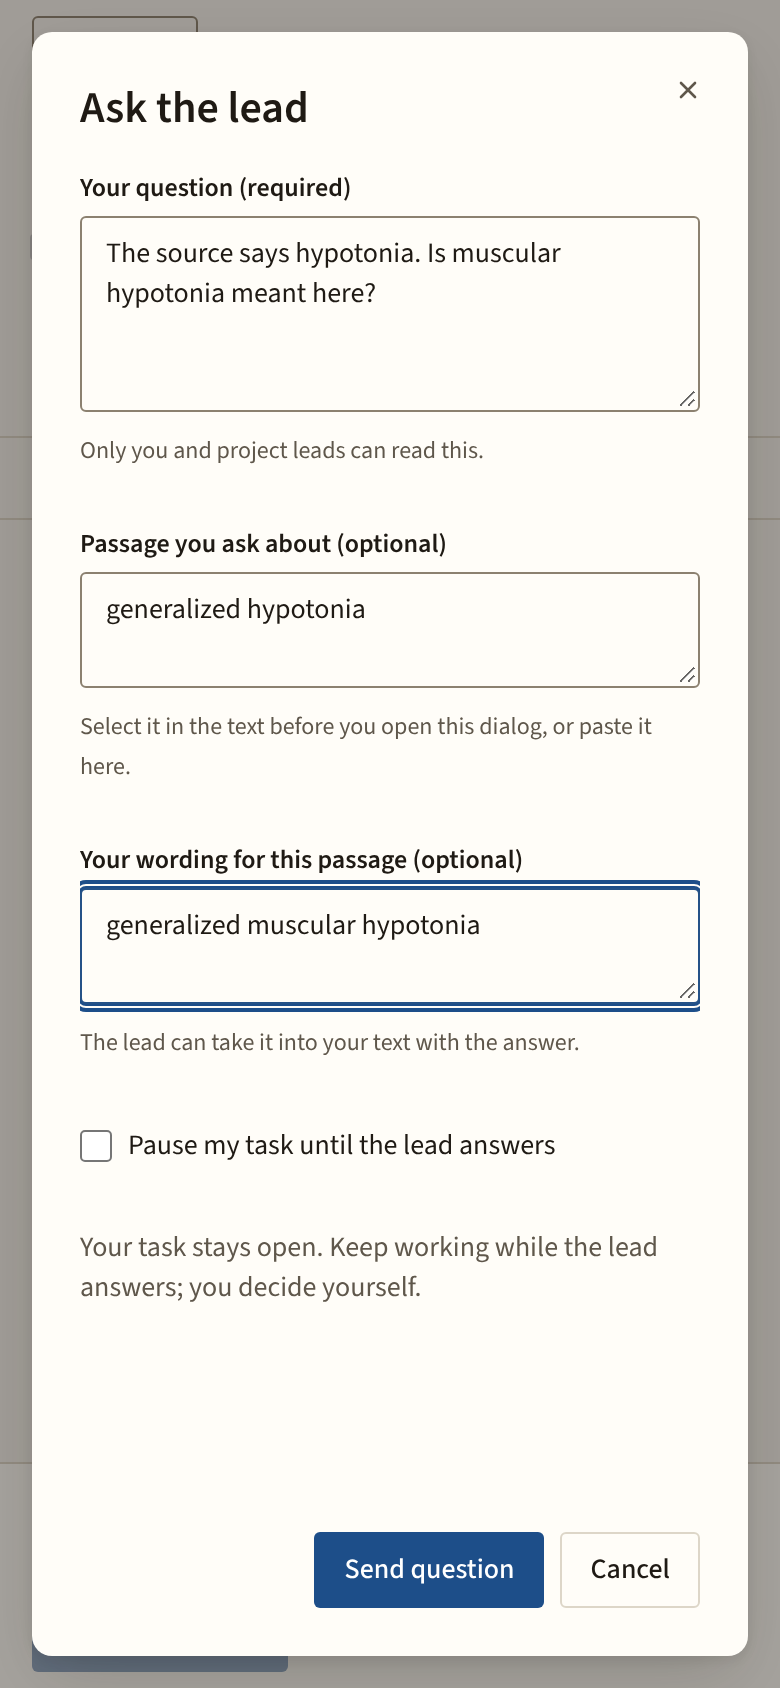 Ask the lead
Your question (required)
The source says hypotonia. Is muscular
hypotonia meant here?
Only you and project leads can read this.
Passage you ask about (optional)
generalized hypotonia
Select it in the text before you open this dialog, or paste it
here.
Your wording for this passage (optional)
generalized muscular hypotonia
The lead can take it into your text with the answer.
Pause my task until the lead answers
Your task stays open. Keep working while the lead
answers; you decide yourself.
Send question
Cancel